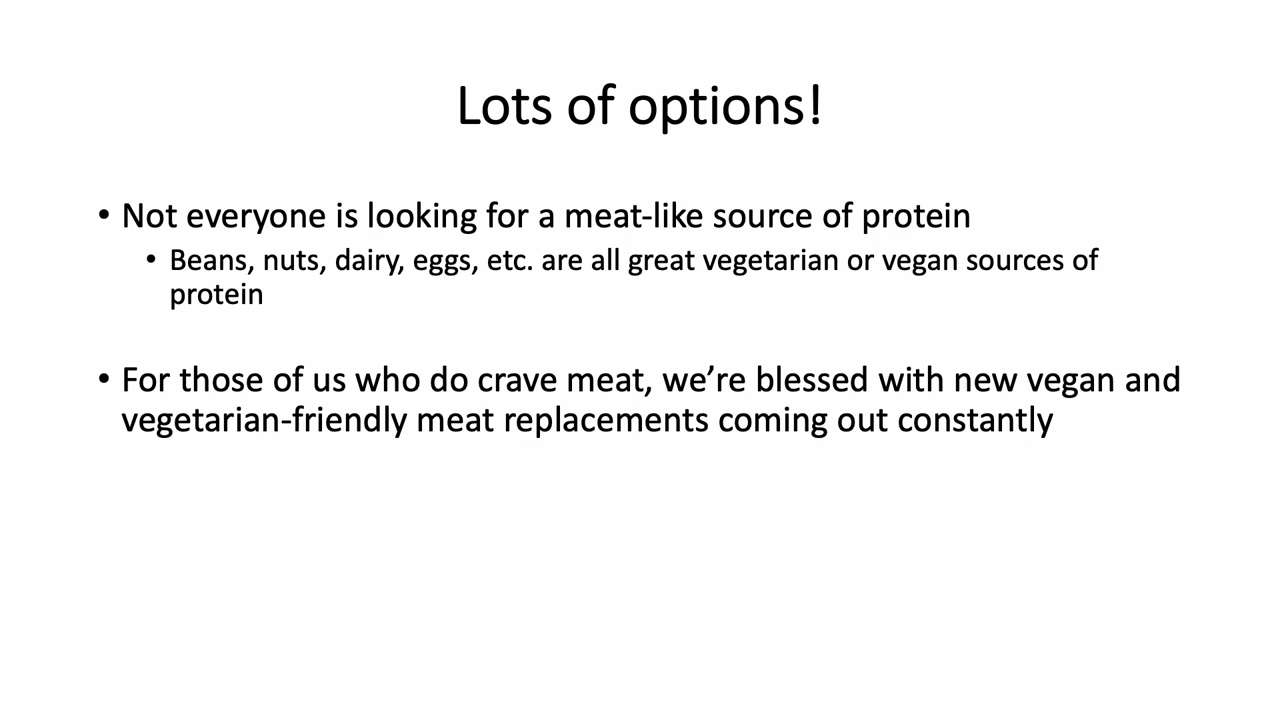 Lots of options!
• Not everyone is looking for a meat-like source of protein
• Beans, nuts, dairy, eggs, etc. are all great vegetarian or vegan sources of
protein
• For those of us who do crave meat, we’re blessed with new vegan and
vegetarian-friendly meat replacements coming out constantly